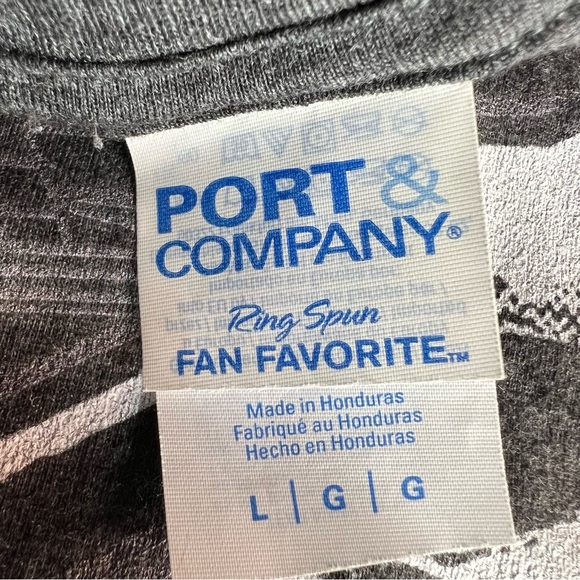 PORT &
COMPANY®
Ring Spun
FAN FAVORITE™
Made in Honduras
Fabriqué au Honduras
Hecho en Honduras
L | G | G